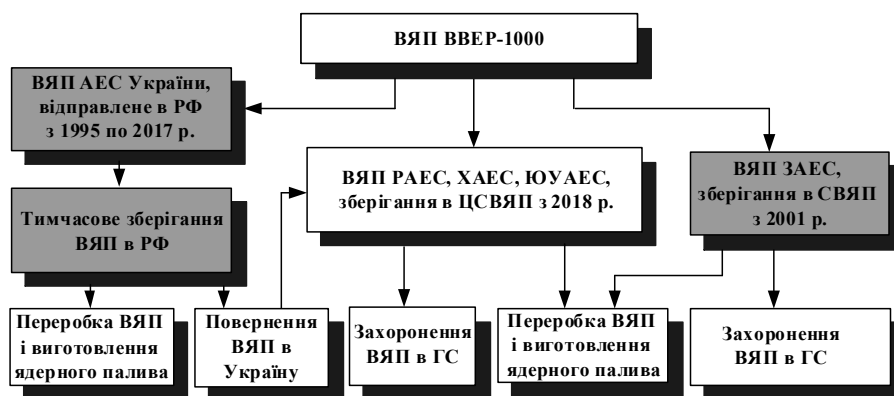 ВЯП ВВЕР-1000
ВЯП АЕС України,
відправлене в РФ
з 1995 по 2017 р.
ВЯП РАЕС, ХАЕС, ЮУАЕС,
зберігання в ЦСВЯП з 2018 р.
ВЯП ЗАЕС,
зберігання в СВЯП
з 2001 р.
Тимчасове зберігання
ВЯП в РФ
Переробка ВЯП
і виготовлення
ядерного палива
Повернення
ВЯП в
Україну
Захоронення
ВЯП в ГС
Переробка ВЯП
і виготовлення
ядерного палива
Захоронення
ВЯП в ГС